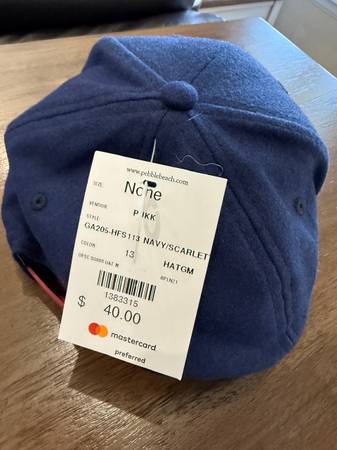 www.pebblebeach.com
SIZE: None
VENDOR: P JKK
STYLE:
GA205-HFS113 NAVY/SCARLET
COLOR: 13 HATGM
1383315
$ 40.00
mastercard
preferred